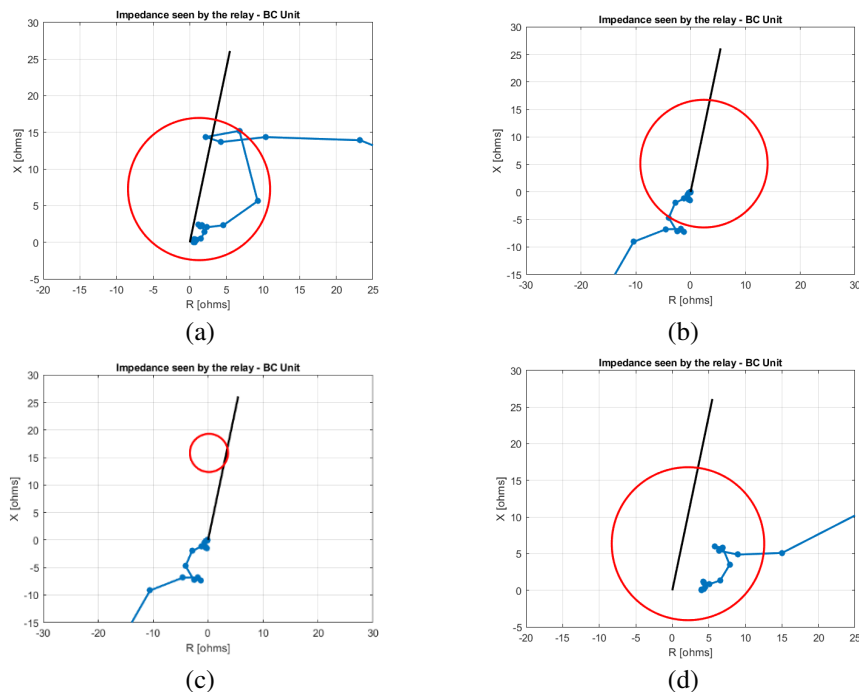 Impedance seen by the relay - BC Unit
30
25
20
15
10
5
0
-5
X [ohms]
-20 -15 -10 -5 0 5 10 15 20 25
R [ohms]
(a)
Impedance seen by the relay - BC Unit
30
25
20
15
10
5
0
-5
-10
-15
X [ohms]
-30 -20 -10 0 10 20 30
R [ohms]
(b)
Impedance seen by the relay - BC Unit
30
25
20
15
10
5
0
-5
-10
-15
X [ohms]
-30 -20 -10 0 10 20 30
R [ohms]
(c)
Impedance seen by the relay - BC Unit
30
25
20
15
10
5
0
-5
X [ohms]
-20 -15 -10 -5 0 5 10 15 20 25
R [ohms]
(d)